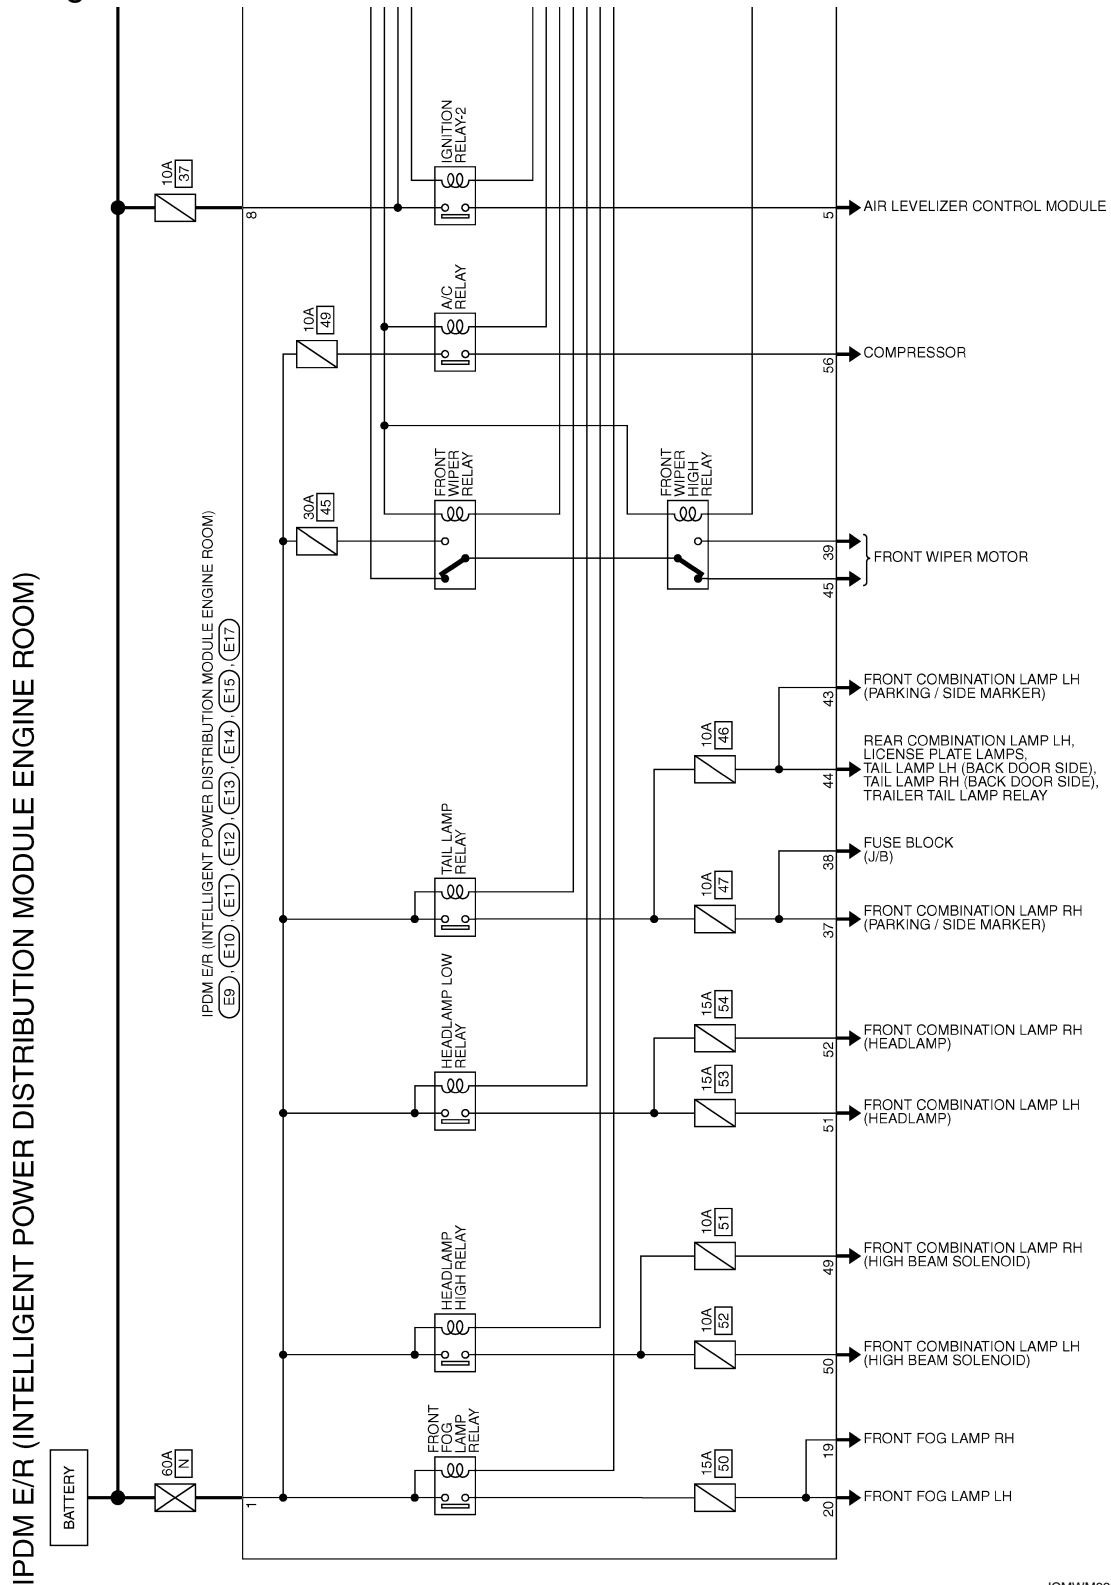 IPDM E/R (INTELLIGENT POWER DISTRIBUTION MODULE ENGINE ROOM)
BATTERY
60A
N
10A
37
IPDM E/R (INTELLIGENT POWER DISTRIBUTION MODULE ENGINE ROOM)
E9 , E10 , E11 , E12 , E13 , E14 , E15 , E17
1
8
10A
49
30A
45
IGNITION
RELAY-2
A/C
RELAY
FRONT
WIPER
RELAY
FRONT
WIPER
HIGH
RELAY
TAIL LAMP
RELAY
HEADLAMP LOW
RELAY
HEADLAMP
HIGH RELAY
FRONT
FOG
LAMP
RELAY
10A
46
10A
47
15A
54
15A
53
10A
51
10A
52
15A
50
5
AIR LEVELIZER CONTROL MODULE
56
COMPRESSOR
39
45
FRONT WIPER MOTOR
43
FRONT COMBINATION LAMP LH
(PARKING / SIDE MARKER)
44
REAR COMBINATION LAMP LH,
LICENSE PLATE LAMPS,
TAIL LAMP LH (BACK DOOR SIDE),
TAIL LAMP RH (BACK DOOR SIDE),
TRAILER TAIL LAMP RELAY
38
FUSE BLOCK
(J/B)
37
FRONT COMBINATION LAMP RH
(PARKING / SIDE MARKER)
52
FRONT COMBINATION LAMP RH
(HEADLAMP)
51
FRONT COMBINATION LAMP LH
(HEADLAMP)
49
FRONT COMBINATION LAMP RH
(HIGH BEAM SOLENOID)
50
FRONT COMBINATION LAMP LH
(HIGH BEAM SOLENOID)
19
FRONT FOG LAMP RH
20
FRONT FOG LAMP LH